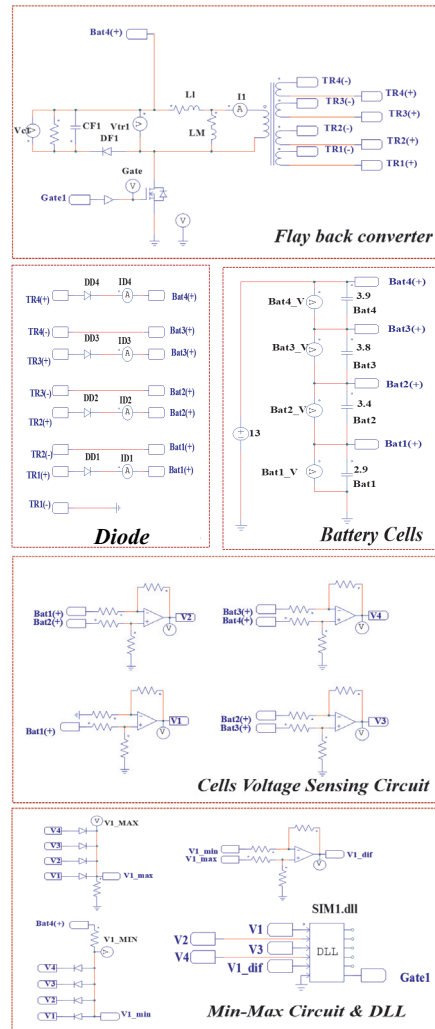 Bat4(+)
L1
I1
A
TR4(-)
TR4(+)
TR3(-)
TR3(+)
TR2(-)
TR2(+)
TR1(-)
TR1(+)
CF1
Vtr1
LM
DF1
Gate
V
Gate1
V
Flay back converter
DD4 ID4
TR4(+) A Bat4(+)
TR4(-) Bat3(+)
DD3 ID3
TR3(+) A Bat3(+)
TR3(-) Bat2(+)
DD2 ID2
TR2(+) A Bat2(+)
TR2(-) Bat1(+)
DD1 ID1
TR1(+) A Bat1(+)
TR1(-)
Diode
Bat4(+)
Bat4_V 3.9
Bat4
Bat3(+)
Bat3_V 3.8
Bat3
Bat2(+)
Bat2_V 3.4
Bat2
13
Bat1(+)
Bat1_V 2.9
Bat1
Battery Cells
Bat1(+)
Bat2(+)
V2
V
Bat3(+)
Bat4(+)
V4
V
Bat1(+)
V1
V
Bat2(+)
Bat3(+)
V3
V
Cells Voltage Sensing Circuit
V V1_MAX
V4
V3
V2
V1 V1_max
V1_min
V1_max
V1_dif
V
Bat4(+)
V1_MIN
V4
V3
V2
V1 V1_min
SIM1.dll
V1
V2
V3
V4
V1_dif
DLL
Gate1
Min-Max Circuit & DLL